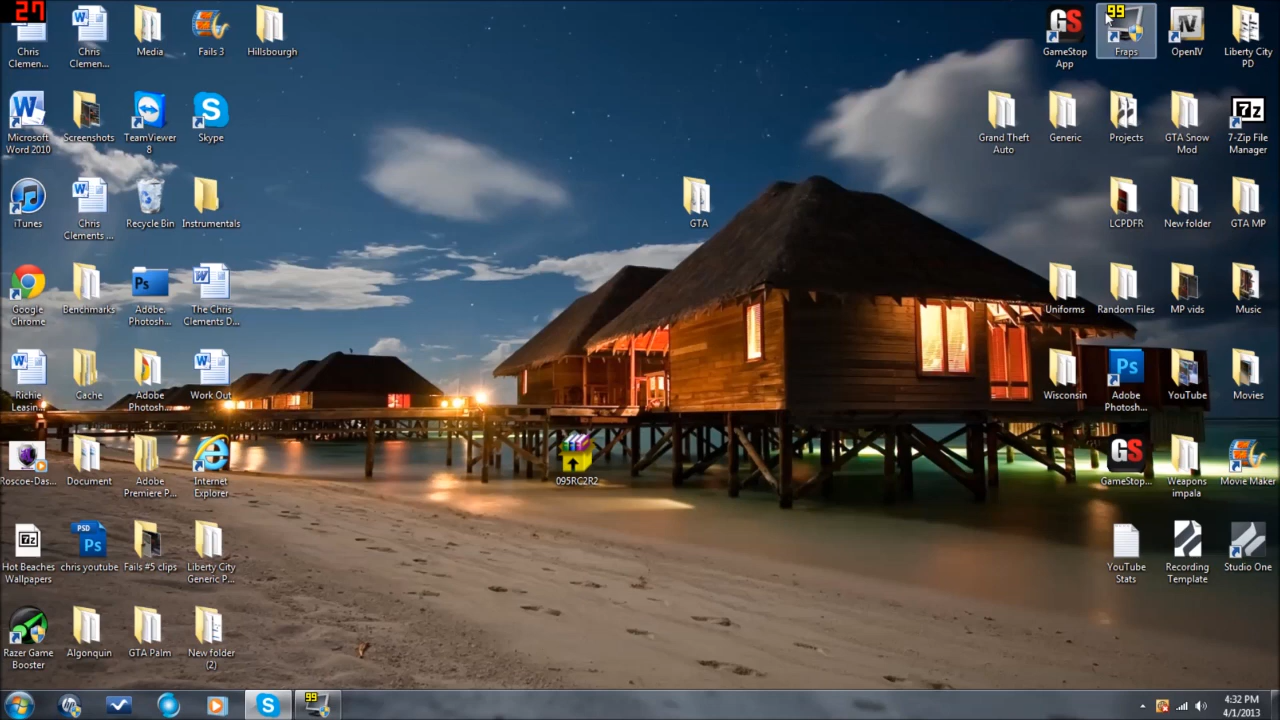 27
Chris
Clemen...
Chris
Clemen...
Media
Fails 3
Hillsbourgh
GS
GameStop
App
99
Fraps
IV
OpenIV
Liberty City
PD
W
Microsoft
Word 2010
Screenshots
TeamViewer
8
S
Skype
Grand Theft
Auto
Generic
Projects
GTA Snow
Mod
7z
7-Zip File
Manager
iTunes
Chris
Clements ...
Recycle Bin
Instrumentals
GTA
LCPDFR
New folder
GTA MP
Google
Chrome
Benchmarks
Ps
Adobe.
Photosh...
The Chris
Clements D...
Uniforms
Random Files
MP vids
Music
Richie
Leasin...
Cache
Adobe
Photosh...
Work Out
Wisconsin
Ps
Adobe
Photosh...
YouTube
Movies
Roscoe-Das...
Document
Adobe
Premiere P...
Internet
Explorer
095RC2R2
GS
GameStop...
Weapons
impala
Movie Maker
7z
Hot Beaches
Wallpapers
PSD
Ps
chris youtube
Fails #5 clips
Liberty City
Generic P...
YouTube
Stats
Recording
Template
Studio One
Razer Game
Booster
Algonquin
GTA Palm
New folder
(2)
hp
S
99
4:32 PM
4/1/2013